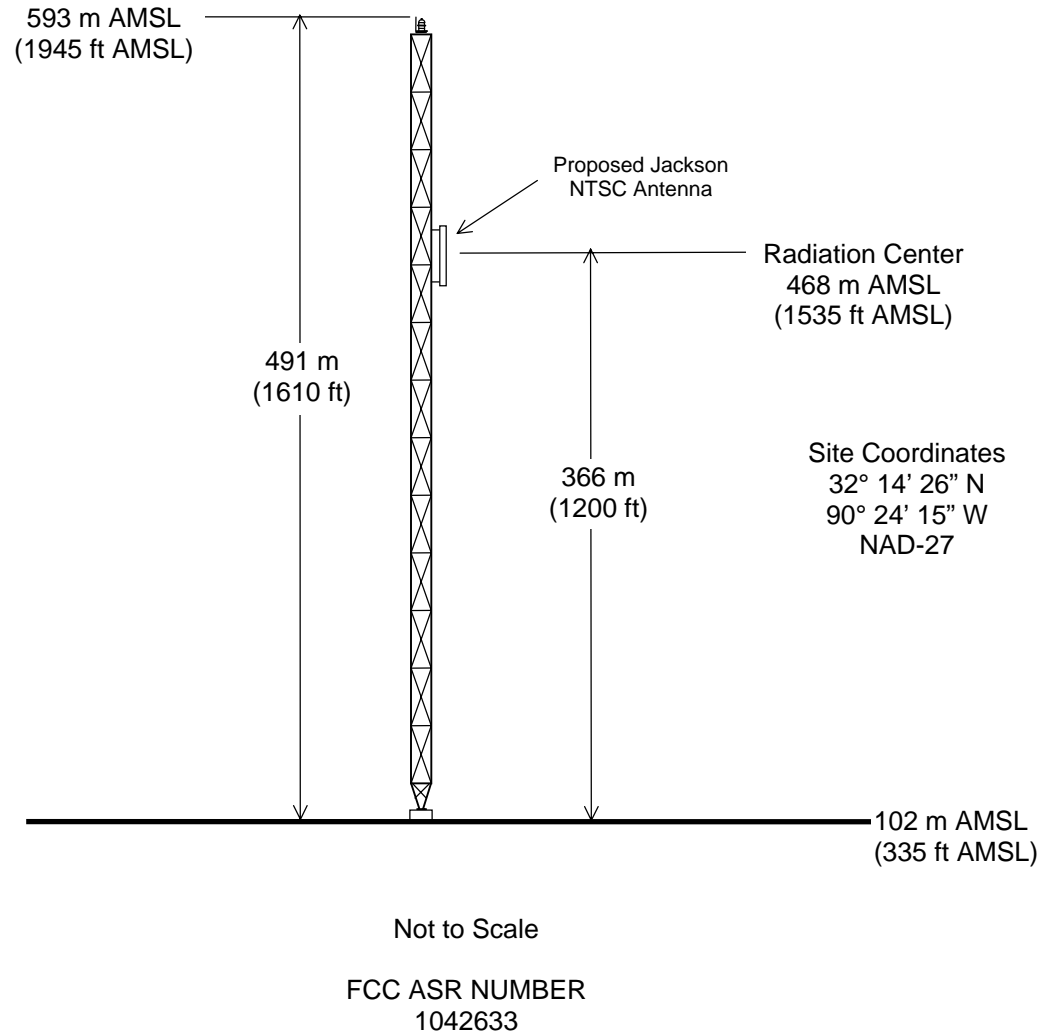 593 m AMSL
(1945 ft AMSL)
Proposed Jackson
NTSC Antenna
Radiation Center
468 m AMSL
(1535 ft AMSL)
491 m
(1610 ft)
366 m
(1200 ft)
Site Coordinates
32° 14’ 26” N
90° 24’ 15” W
NAD-27
102 m AMSL
(335 ft AMSL)
Not to Scale
FCC ASR NUMBER
1042633